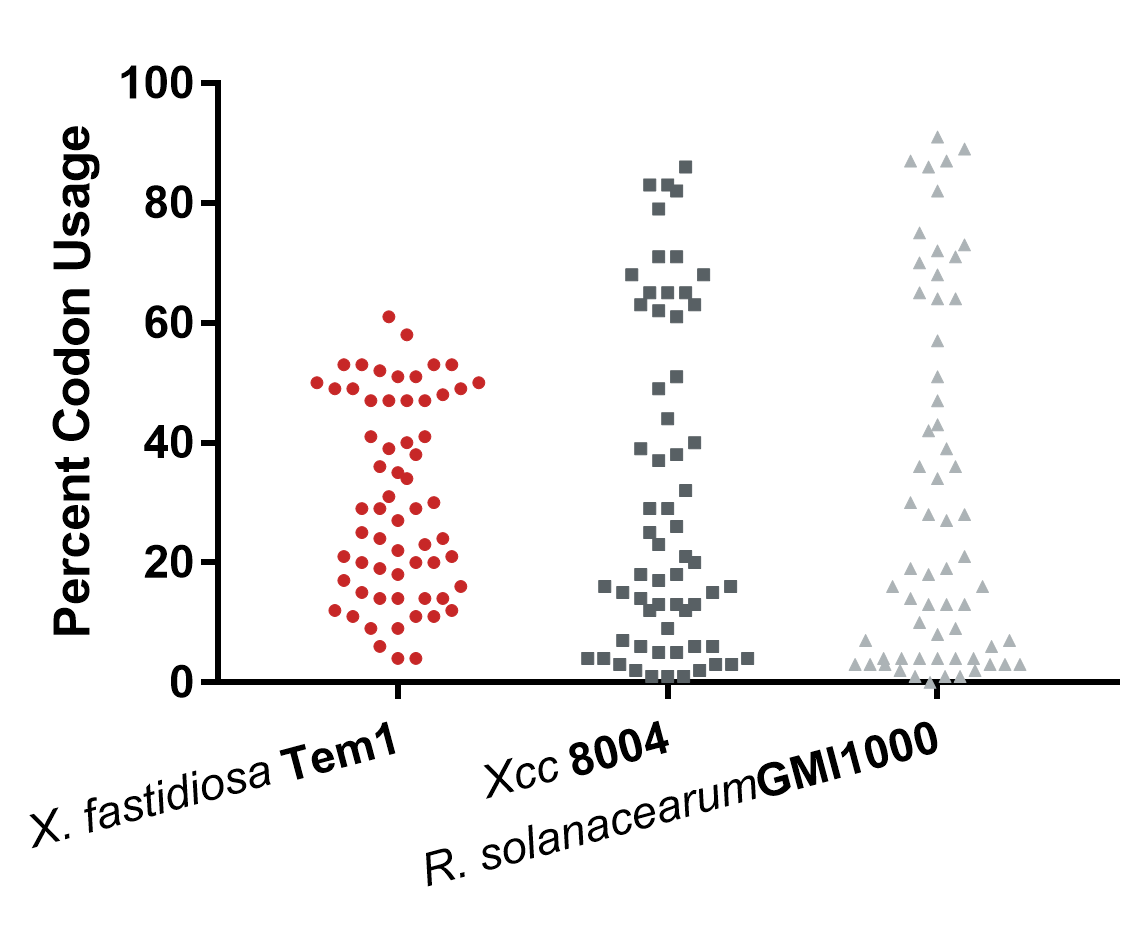 Percent Codon Usage
100
80
60
40
20
0
X. fastidiosa Tem1
Xcc 8004
R. solanacearumGMI1000